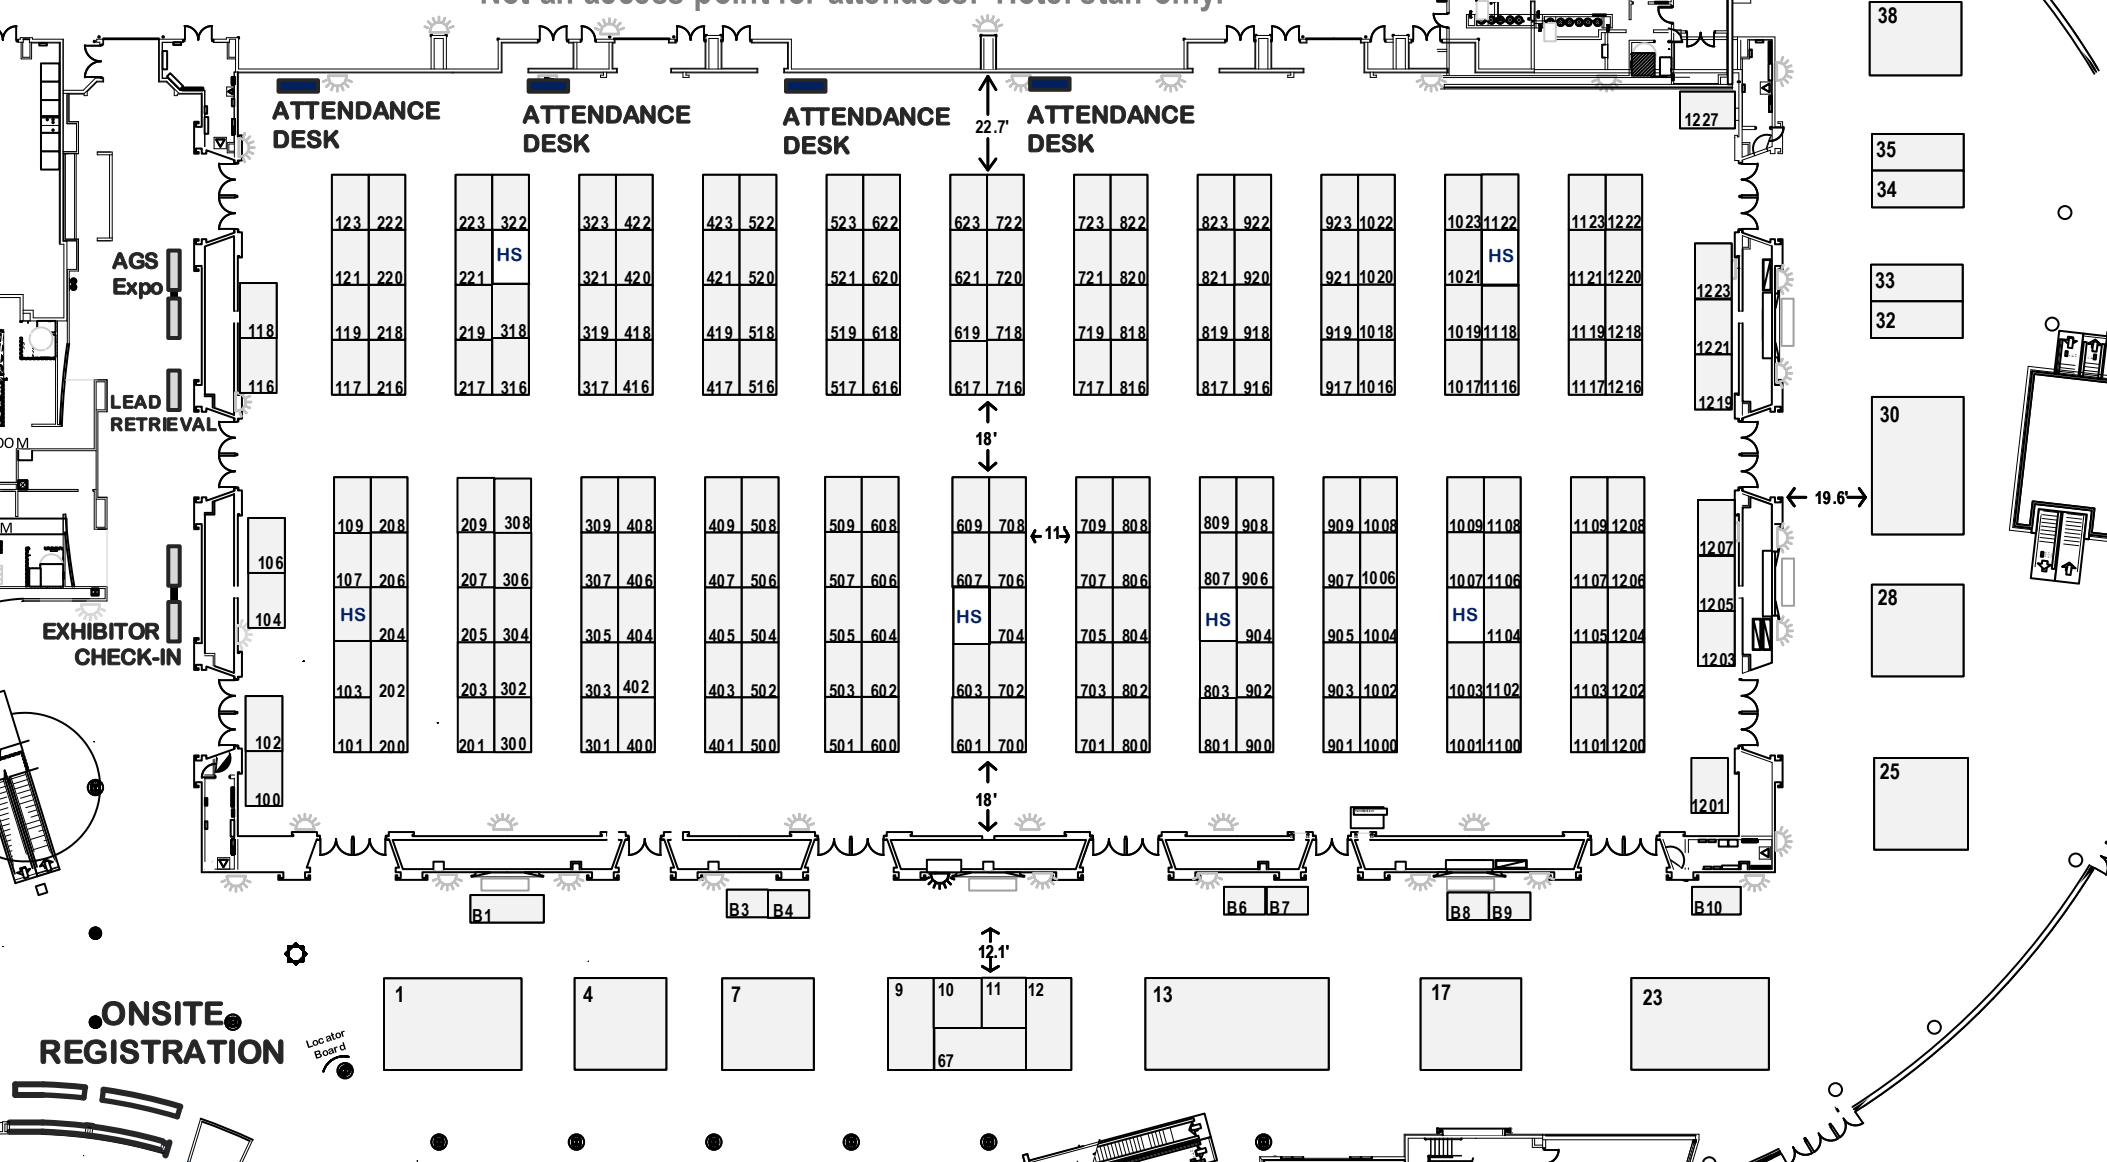 Not an access point for attendees. Hotel staff only.
38
ATTENDANCE DESK
ATTENDANCE DESK
ATTENDANCE DESK
ATTENDANCE DESK
22.7'
1227
35
34
123 222 223 322 323 422 423 522 523 622 623 722 723 822 823 922 923 1022 1023 1122 1123 1222
AGS Expo
HS
HS
121 220 221 321 420 421 520 521 620 621 720 721 820 821 920 921 1020 1021 1121 1220 1223
33
32
118 119 218 219 318 319 418 419 518 519 618 619 718 719 818 819 918 919 1018 1019 1118 1119 1218 1221
116 117 216 217 316 317 416 417 516 517 616 617 716 717 816 817 916 917 1016 1017 1116 1117 1216 1219
LEAD RETRIEVAL
30
OOM
18'
19.6'
109 208 209 308 309 408 409 508 509 608 609 708 709 808 809 908 909 1008 1009 1108 1109 1208
M
11'
106 107 206 207 306 307 406 407 506 507 606 607 706 707 806 807 906 907 1006 1007 1106 1107 1206 1207
28
HS
HS
HS
HS
104 204 205 304 305 404 405 504 505 604 704 705 804 904 905 1004 1104 1105 1204 1205
EXHIBITOR CHECK-IN
103 202 203 302 303 402 403 502 503 602 603 702 703 802 803 902 903 1002 1003 1102 1103 1202 1203
102 101 200 201 300 301 400 401 500 501 600 601 700 701 800 801 900 901 1000 1001 1100 1101 1200
25
100
18'
1201
B1
B3 B4
B6 B7
B8 B9
B10
12.1'
1
4
7
9 10 11 12
67
13
17
23
ONSITE REGISTRATION
Locator Board